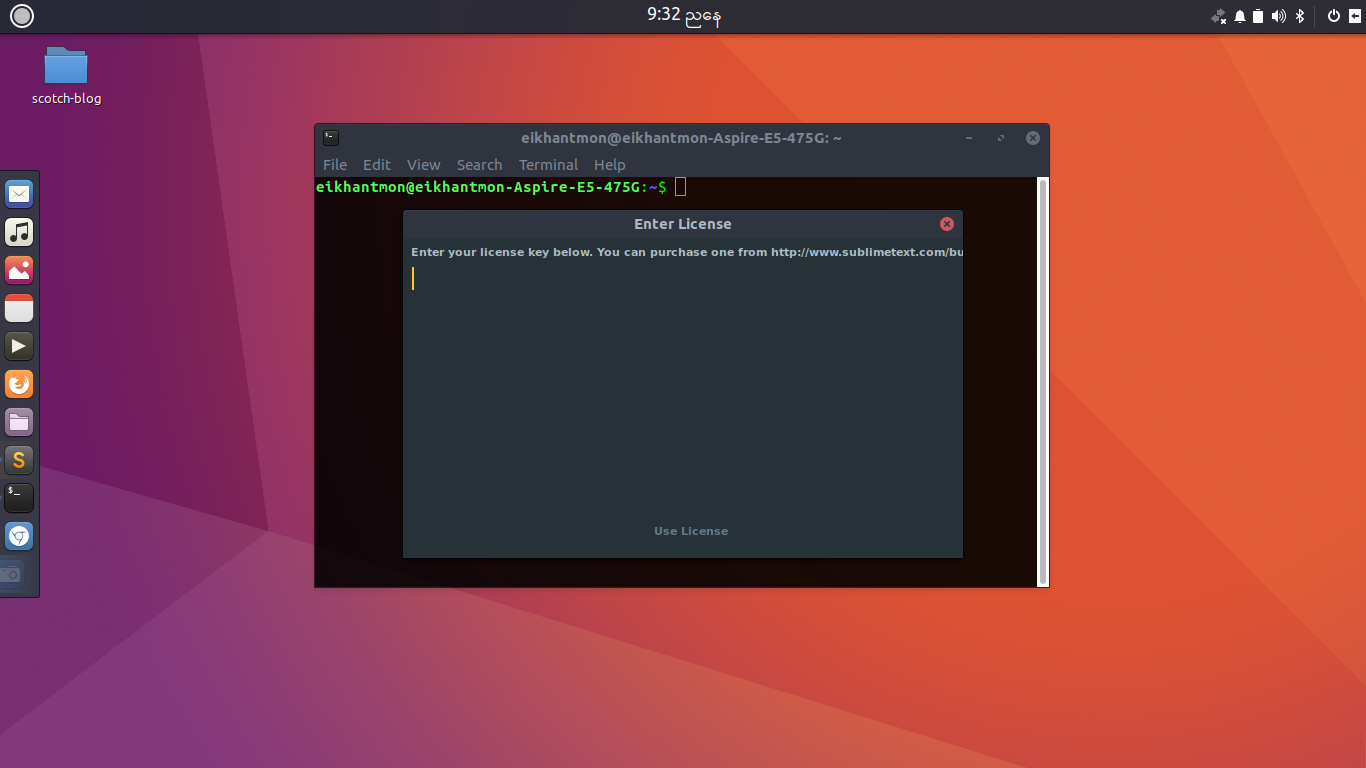 9:32 ညနေ
scotch-blog
eikhantmon@eikhantmon-Aspire-E5-475G: ~
File Edit View Search Terminal Help
eikhantmon@eikhantmon-Aspire-E5-475G:~$
Enter License
Enter your license key below. You can purchase one from http://www.sublimetext.com/bu
Use License